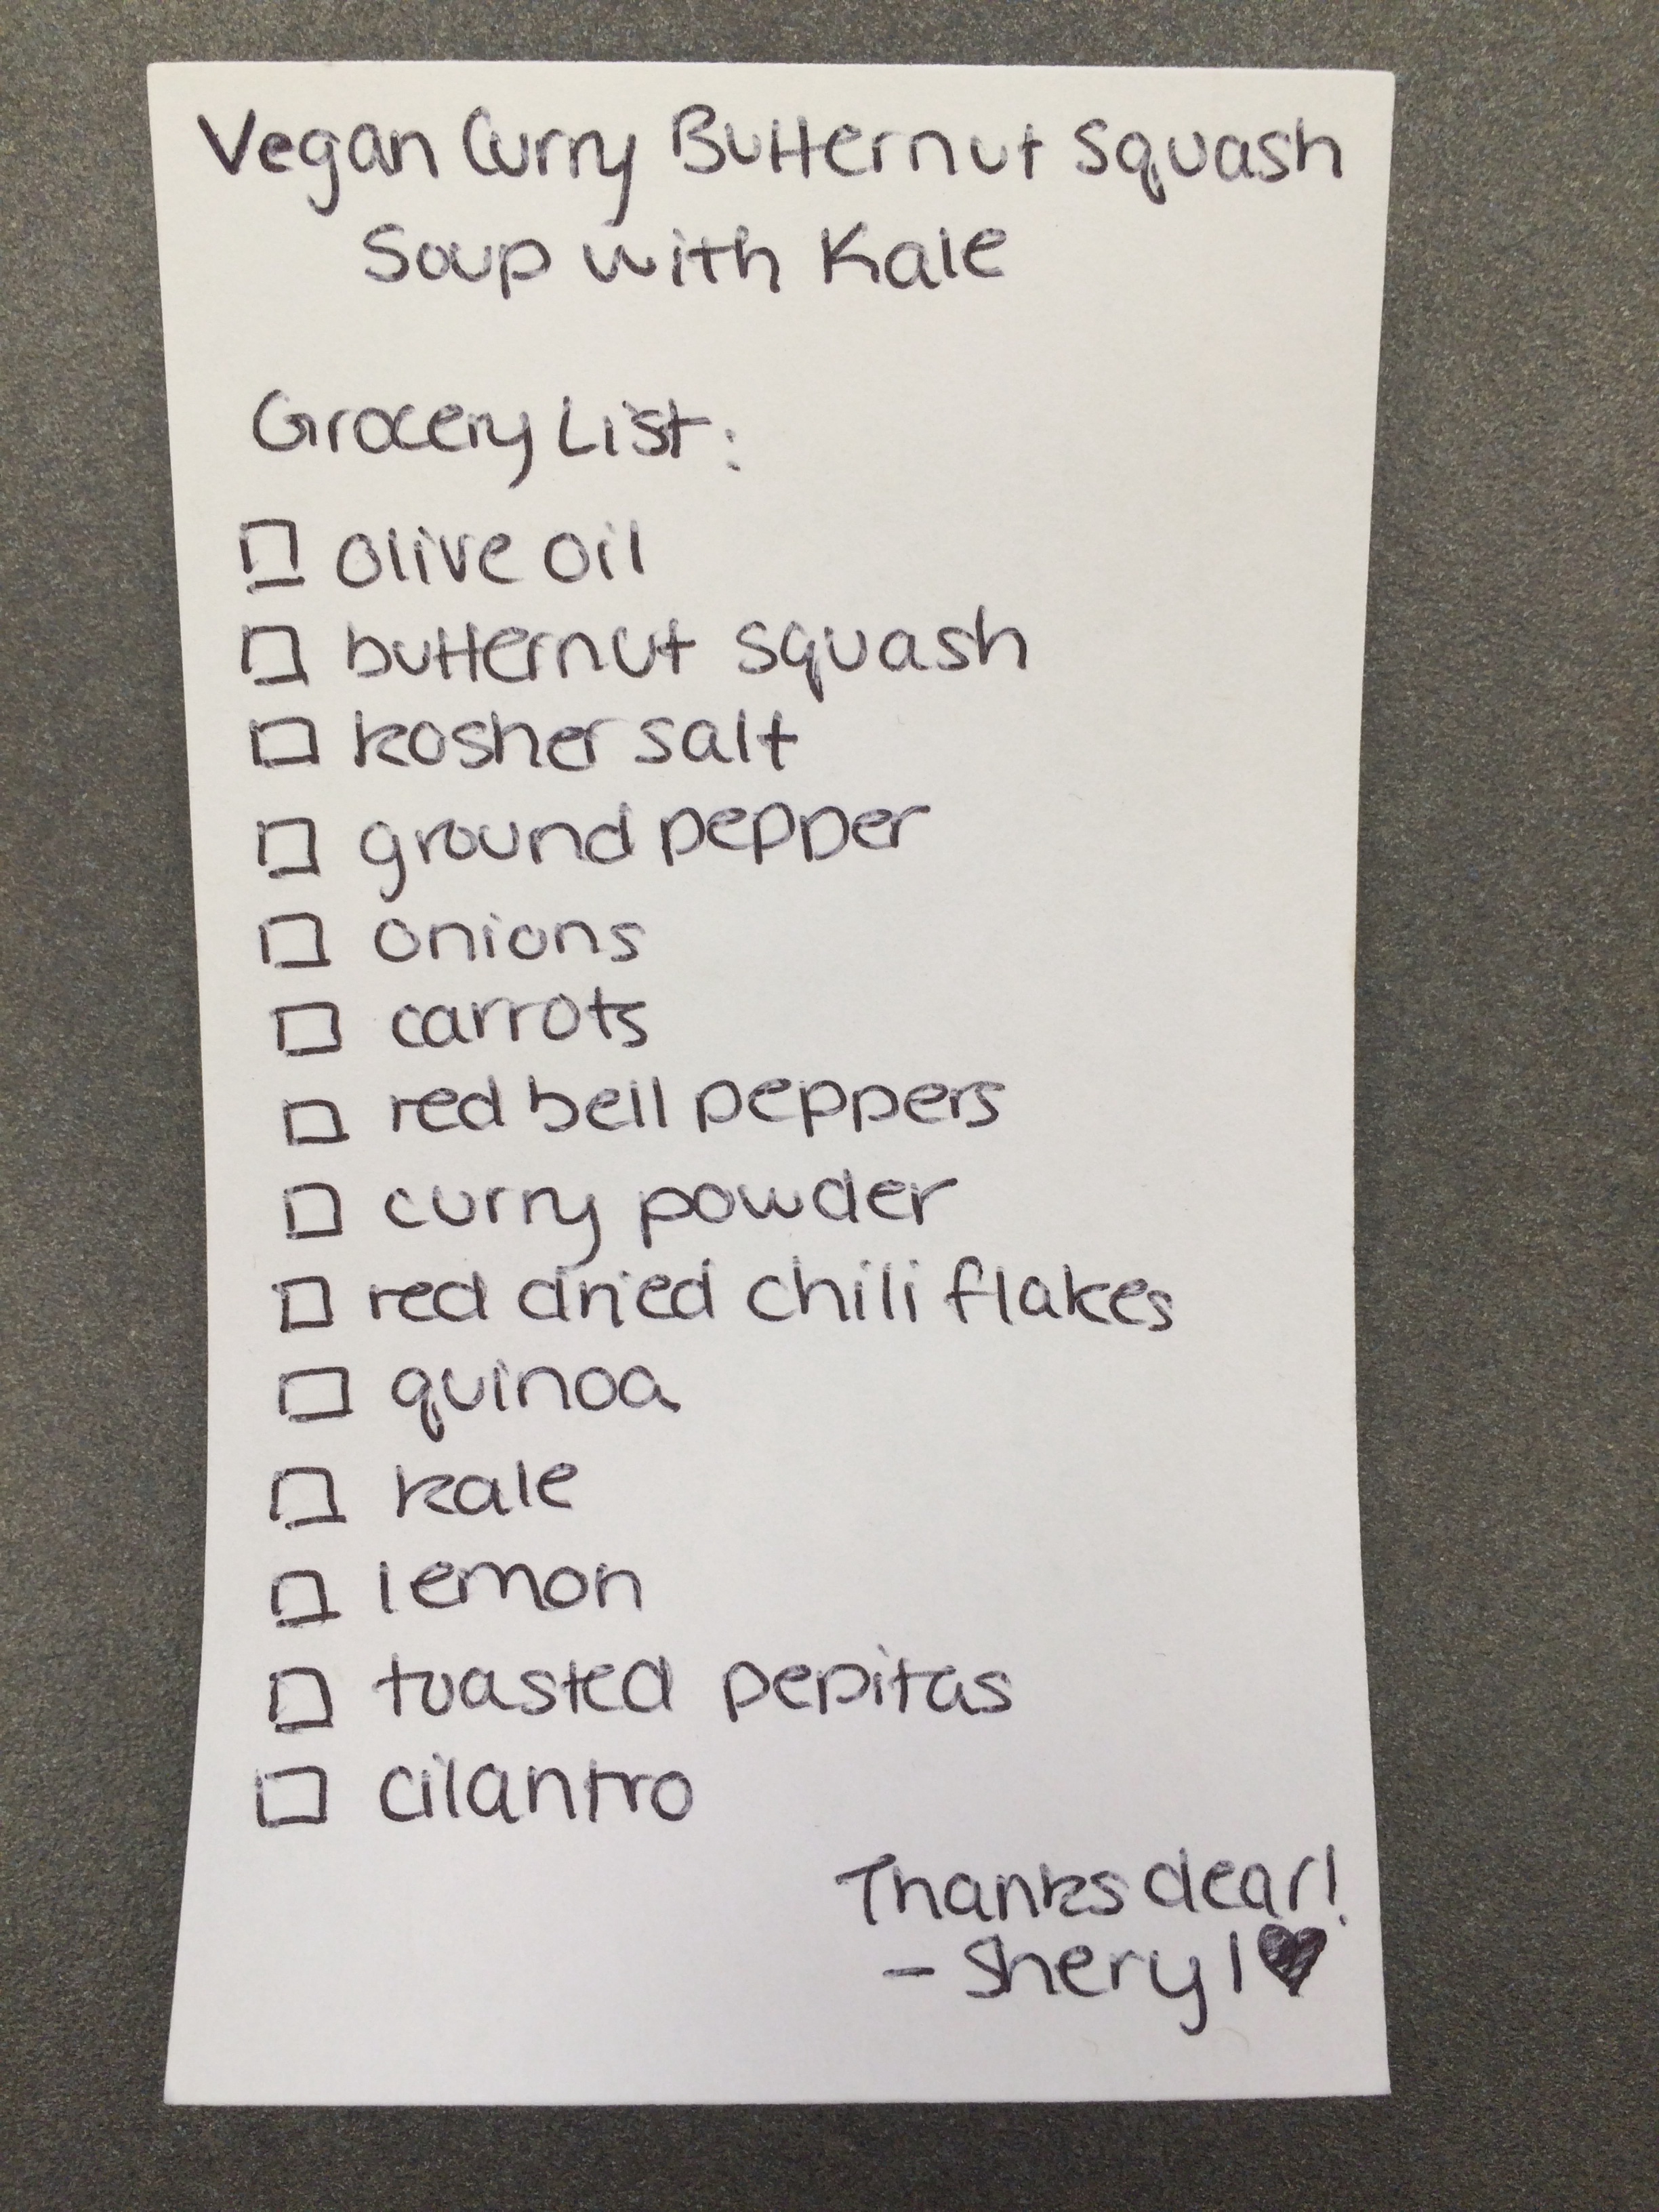 Vegan Curry Butternut Squash
Soup with Kale
Grocery List:
☐ olive oil
☐ butternut squash
☐ kosher salt
☐ ground pepper
☐ onions
☐ carrots
☐ red bell peppers
☐ curry powder
☐ red dried chili flakes
☐ quinoa
☐ kale
☐ lemon
☐ toasted pepitas
☐ cilantro
Thanks dear!
- Sheryl ♥